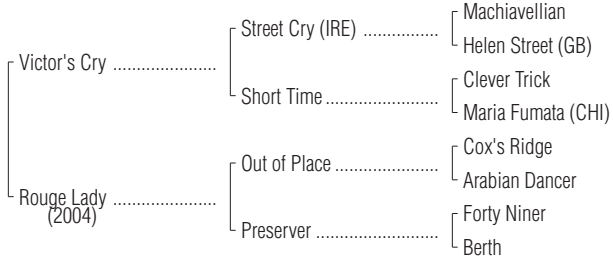 Machiavellian
Street Cry (IRE) ................
Helen Street (GB)
Victor's Cry ......................
Clever Trick
Short Time ........................
Maria Fumata (CHI)
Cox's Ridge
Out of Place ......................
Arabian Dancer
Rouge Lady ......................
(2004)
Forty Niner
Preserver ..........................
Berth